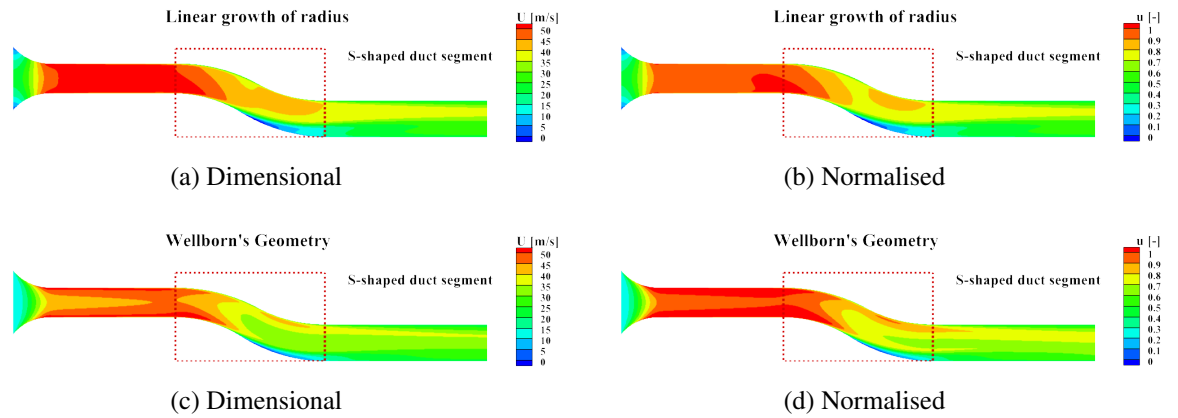 Linear growth of radius
U [m/s]
S-shaped duct segment
50
45
40
35
30
25
20
15
10
5
0
(a) Dimensional
Linear growth of radius
u [-]
S-shaped duct segment
1
0.9
0.8
0.7
0.6
0.5
0.4
0.3
0.2
0.1
0
(b) Normalised
Wellborn's Geometry
U [m/s]
S-shaped duct segment
50
45
40
35
30
25
20
15
10
5
0
(c) Dimensional
Wellborn's Geometry
u [-]
S-shaped duct segment
1
0.9
0.8
0.7
0.6
0.5
0.4
0.3
0.2
0.1
0
(d) Normalised